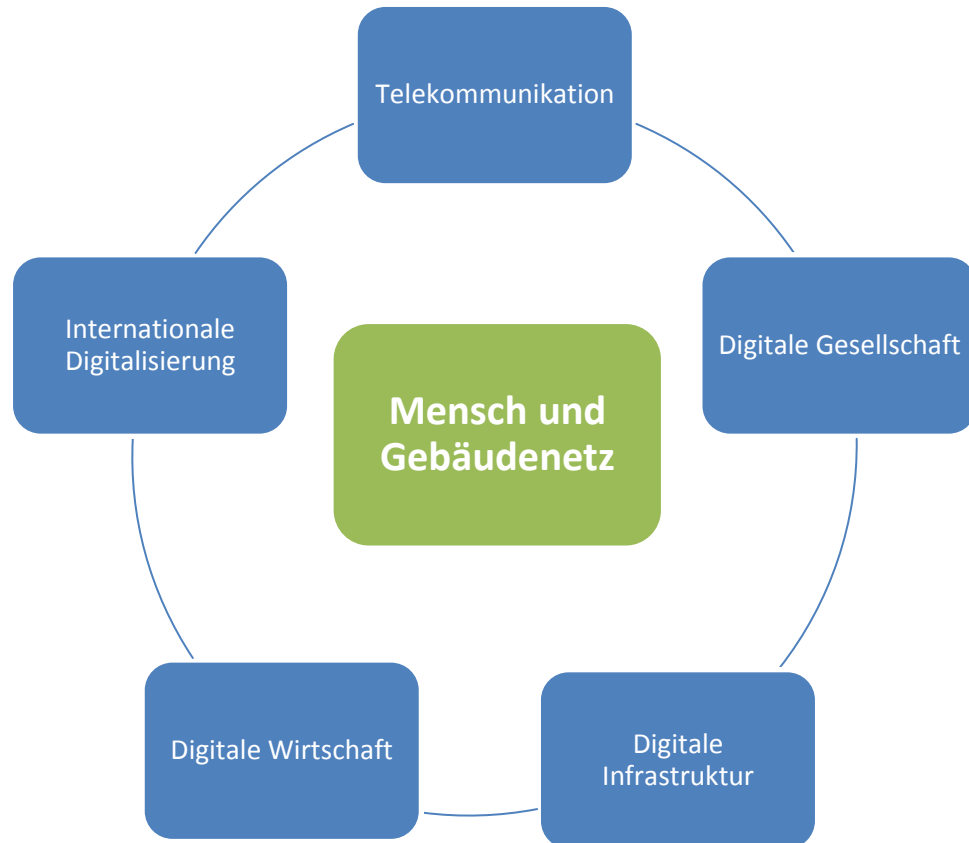 Telekommunikation
Internationale
Digitalisierung
Digitale Gesellschaft
Mensch und
Gebäudenetz
Digitale Wirtschaft
Digitale
Infrastruktur